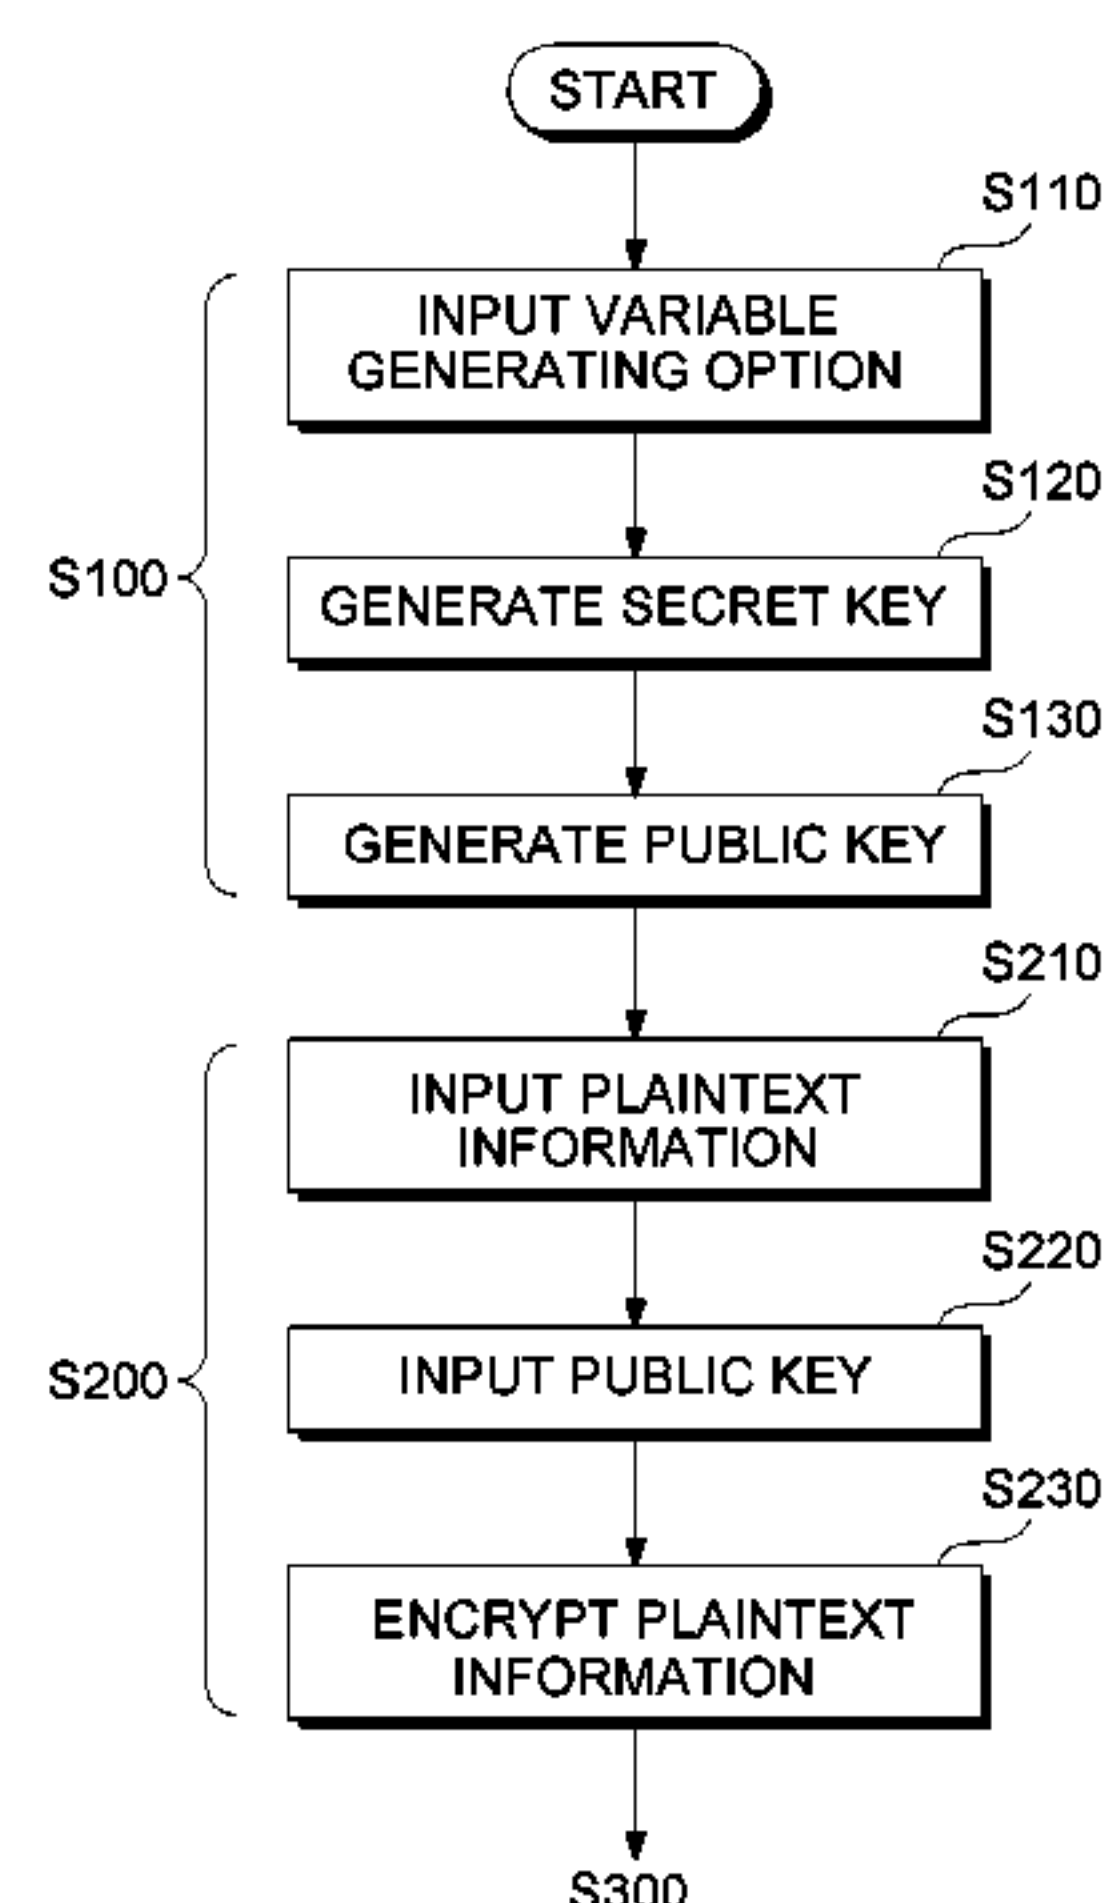 START
S110
INPUT VARIABLE
GENERATING OPTION
S120
S100
GENERATE SECRET KEY
S130
GENERATE PUBLIC KEY
S210
INPUT PLAINTEXT
INFORMATION
S220
S200
INPUT PUBLIC KEY
S230
ENCRYPT PLAINTEXT
INFORMATION
S300